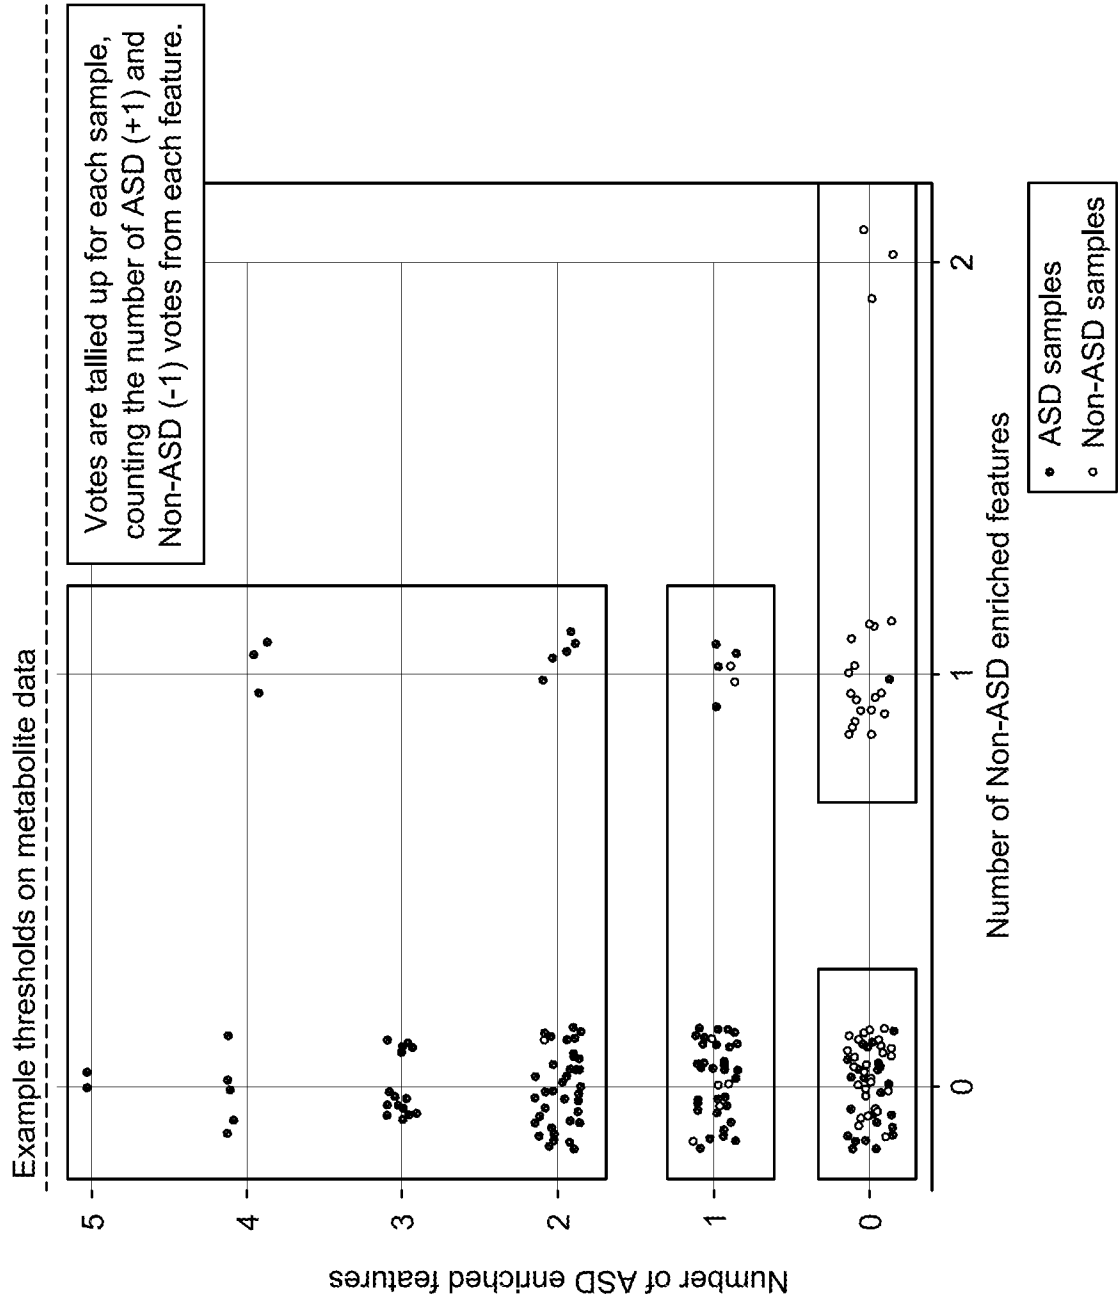 Example thresholds on metabolite data
Votes are tallied up for each sample,
counting the number of ASD (+1) and
Non-ASD (-1) votes from each feature.
Number of ASD enriched features
5
4
3
2
1
0
0
1
2
Number of Non-ASD enriched features
ASD samples
Non-ASD samples